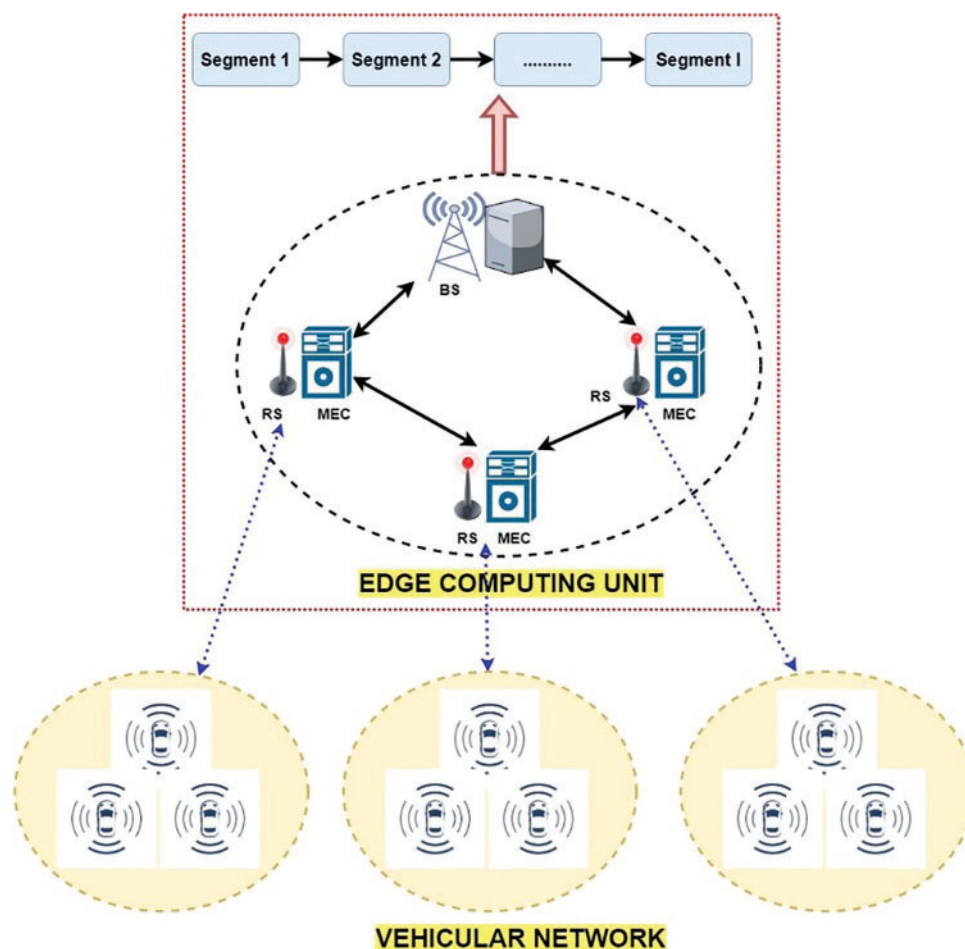 Segment 1
Segment 2
..........
Segment I
BS
RS
MEC
RS
MEC
RS
MEC
EDGE COMPUTING UNIT
VEHICULAR NETWORK